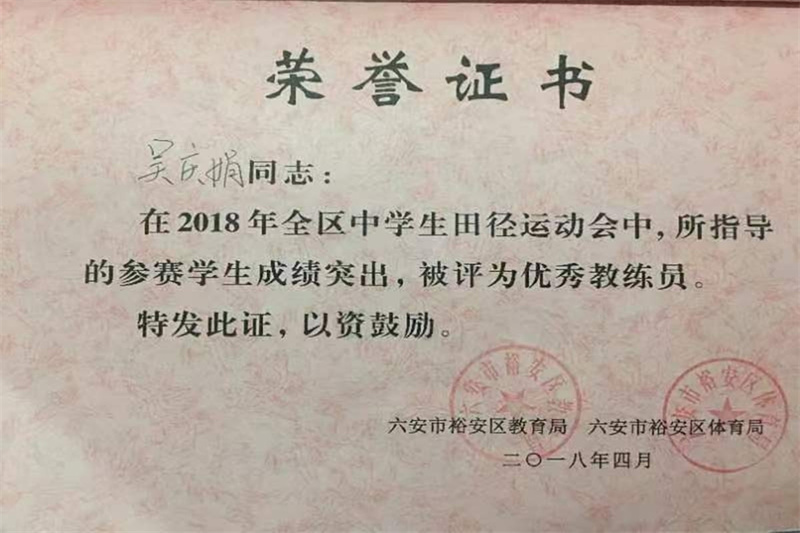 荣誉证书
吴庆娟同志：
在2018年全区中学生田径运动会中，所指导
的参赛学生成绩突出，被评为优秀教练员。
特发此证，以资鼓励。
六安市裕安区教育局 六安市裕安区体育局
二〇一八年四月